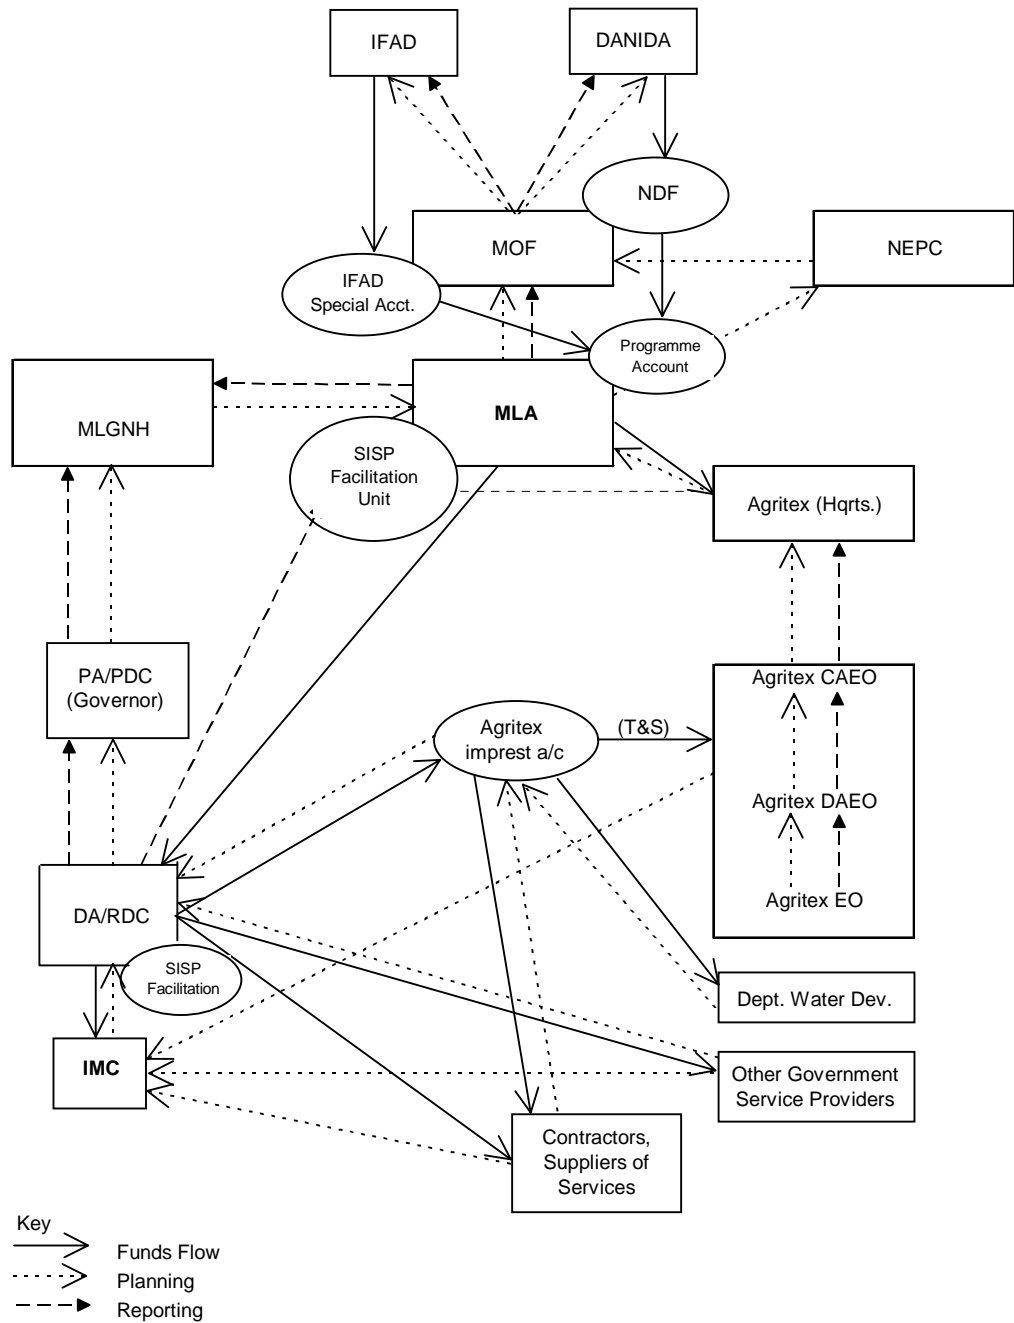 IFAD
DANIDA
NDF
MOF
NEPC
IFAD
Special Acct.
Programme
Account
MLA
MLGNH
SISP
Facilitation
Unit
Agritex (Hqrts.)
PA/PDC
(Governor)
Agritex CAEO
Agritex
imprest a/c
(T&S)
Agritex DAEO
Agritex EO
DA/RDC
SISP
Facilitation
Dept. Water Dev.
IMC
Other Government
Service Providers
Contractors,
Suppliers of
Services
Key
Funds Flow
Planning
Reporting